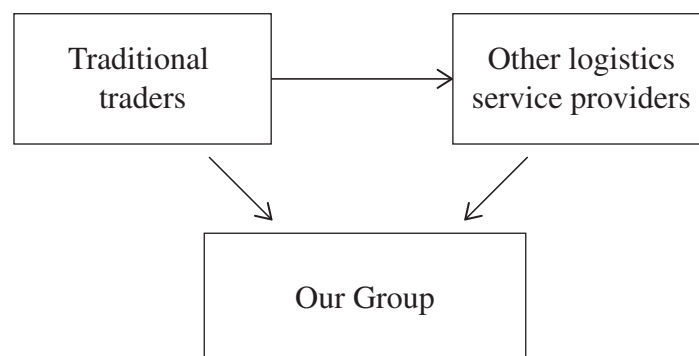 Traditional
traders
Other logistics
service providers
Our Group